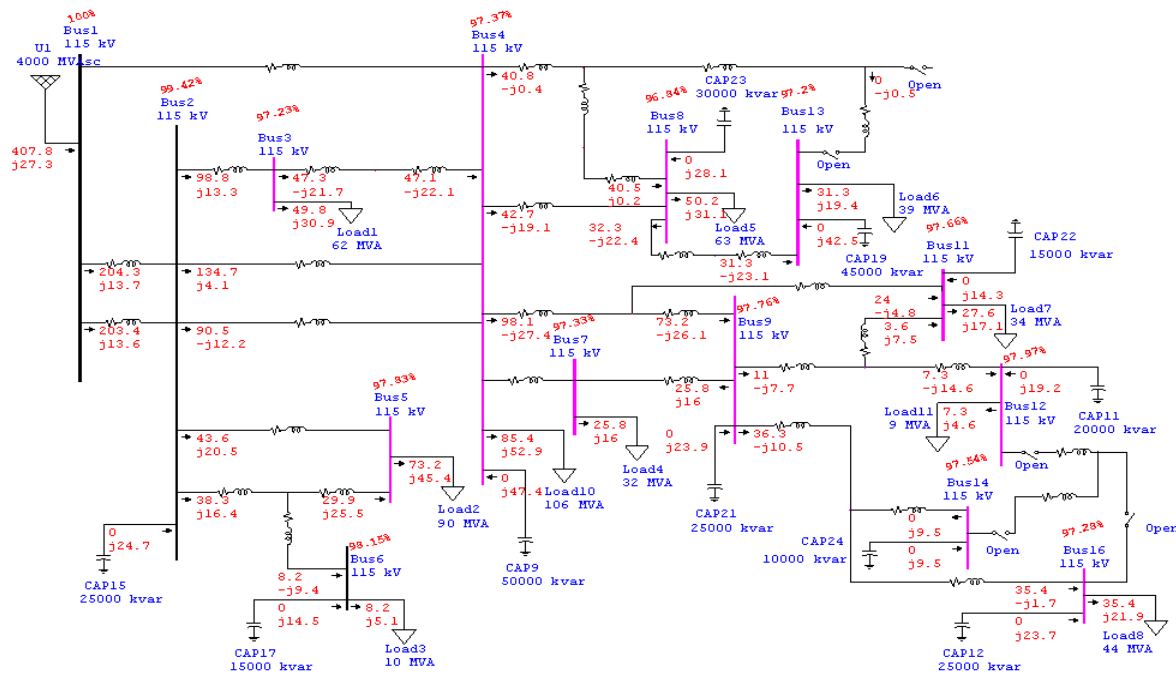 100%
Bus1
115 kV
U1
4000 MVAsc
407.8
j27.3
99.42%
Bus2
115 kV
97.23%
Bus3
115 kV
98.8
j13.3
47.3
-j21.7
47.1
-j22.1
49.8
j30.9
Load1
62 MVA
204.3
j13.7
134.7
j4.1
203.4
j13.6
90.5
-j12.2
97.37%
Bus4
115 kV
40.8
-j0.4
CAP23
30000 kvar
0
-j0.5
Open
96.84%
Bus8
115 kV
97.2%
Bus13
115 kV
Open
0
j28.1
40.5
j0.2
50.2
j31.1
42.7
-j19.1
32.3
-j22.4
Load5
63 MVA
31.3
j19.4
Load6
39 MVA
0
j42.5
31.3
-j23.1
CAP19
45000 kvar
97.66%
Bus11
115 kV
CAP22
15000 kvar
0
j14.3
24
-j4.8
27.6
j17.1
Load7
34 MVA
3.6
j7.5
98.1
-j27.4
73.2
-j26.1
97.33%
Bus7
115 kV
97.76%
Bus9
115 kV
11
-j7.7
25.8
j16
25.8
j16
Load4
32 MVA
7.3
-j14.6
97.97%
0
j19.2
CAP11
20000 kvar
Load11
9 MVA
7.3
j4.6
Bus12
115 kV
Open
97.83%
Bus5
115 kV
43.6
j20.5
73.2
j45.4
Load2
90 MVA
38.3
j16.4
29.9
j25.5
85.4
j52.9
Load10
106 MVA
0
j47.4
CAP9
50000 kvar
0
j23.9
36.3
-j10.5
CAP21
25000 kvar
97.54%
Bus14
115 kV
0
j9.5
0
j9.5
CAP24
10000 kvar
Open
Open
97.28%
Bus16
115 kV
35.4
-j1.7
35.4
j21.9
0
j23.7
Load8
44 MVA
CAP12
25000 kvar
0
j24.7
CAP15
25000 kvar
98.15%
Bus6
115 kV
8.2
-j9.4
0
j14.5
8.2
j5.1
CAP17
15000 kvar
Load3
10 MVA